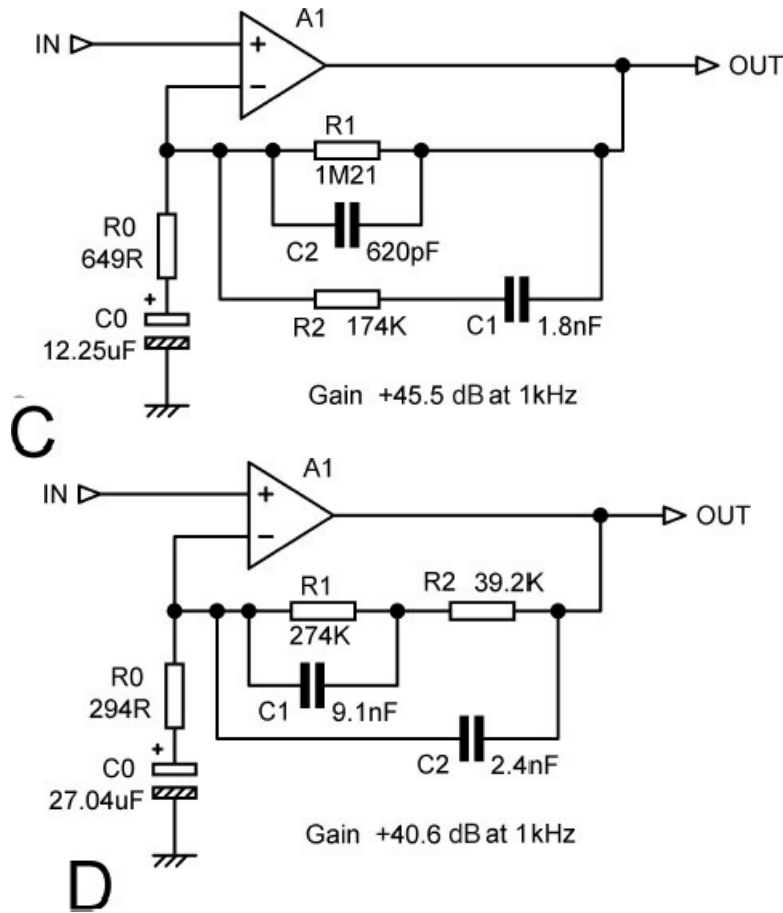 A1
IN
+
OUT
−
R1
1M21
R0
649R
C2
620pF
+
C0
12.25uF
R2
174K
C1
1.8nF
Gain +45.5 dB at 1kHz
C
A1
IN
+
OUT
−
R2
39.2K
R1
274K
R0
294R
C1
9.1nF
+
C0
27.04uF
C2
2.4nF
Gain +40.6 dB at 1kHz
D